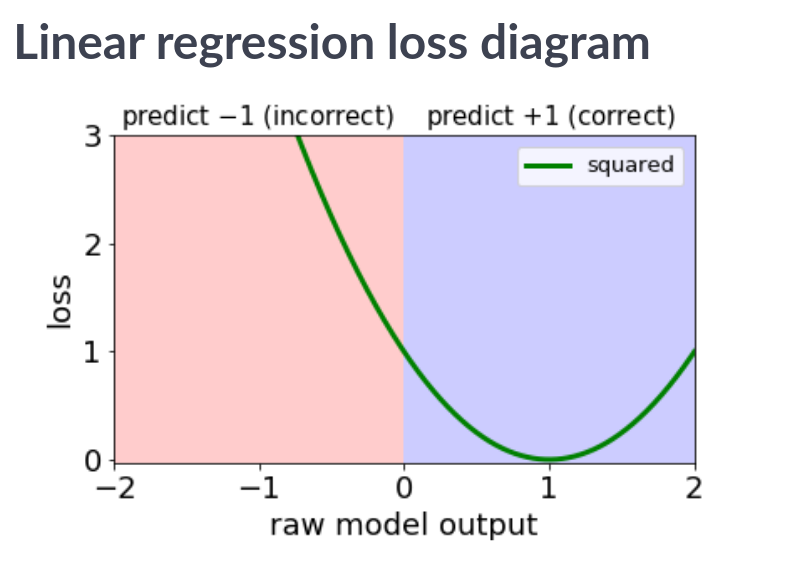 Linear regression loss diagram
predict −1 (incorrect) predict +1 (correct)
squared
3
2
1
0
loss
−2 −1 0 1 2
raw model output